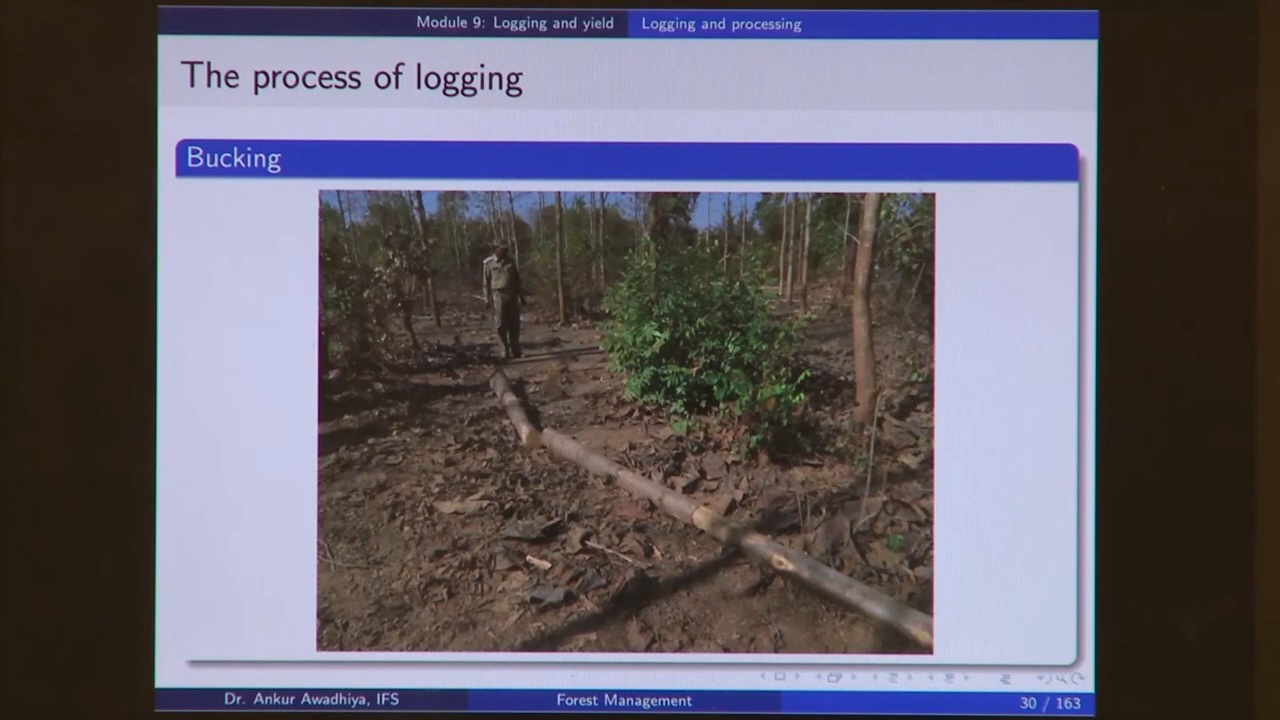 Module 9: Logging and yield Logging and processing
The process of logging
Bucking
Dr. Ankur Awadhiya, IFS Forest Management 30 / 163